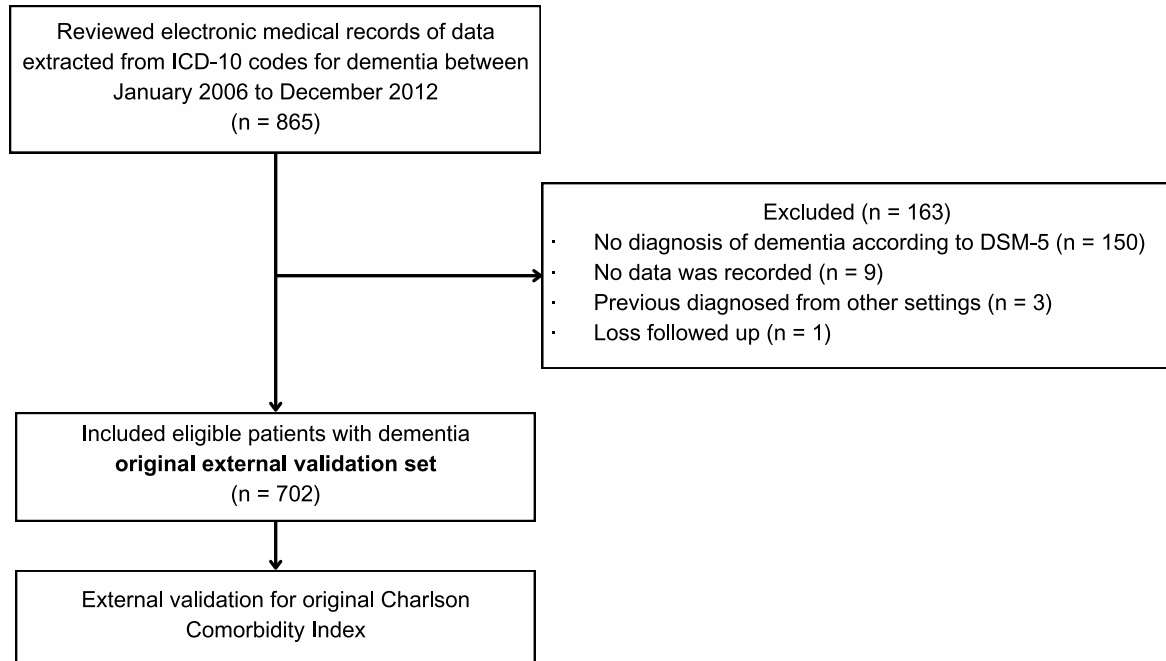 Reviewed electronic medical records of data
extracted from ICD-10 codes for dementia between
January 2006 to December 2012
(n = 865)
Excluded (n = 163)
· No diagnosis of dementia according to DSM-5 (n = 150)
· No data was recorded (n = 9)
· Previous diagnosed from other settings (n = 3)
· Loss followed up (n = 1)
Included eligible patients with dementia
original external validation set
(n = 702)
External validation for original Charlson
Comorbidity Index